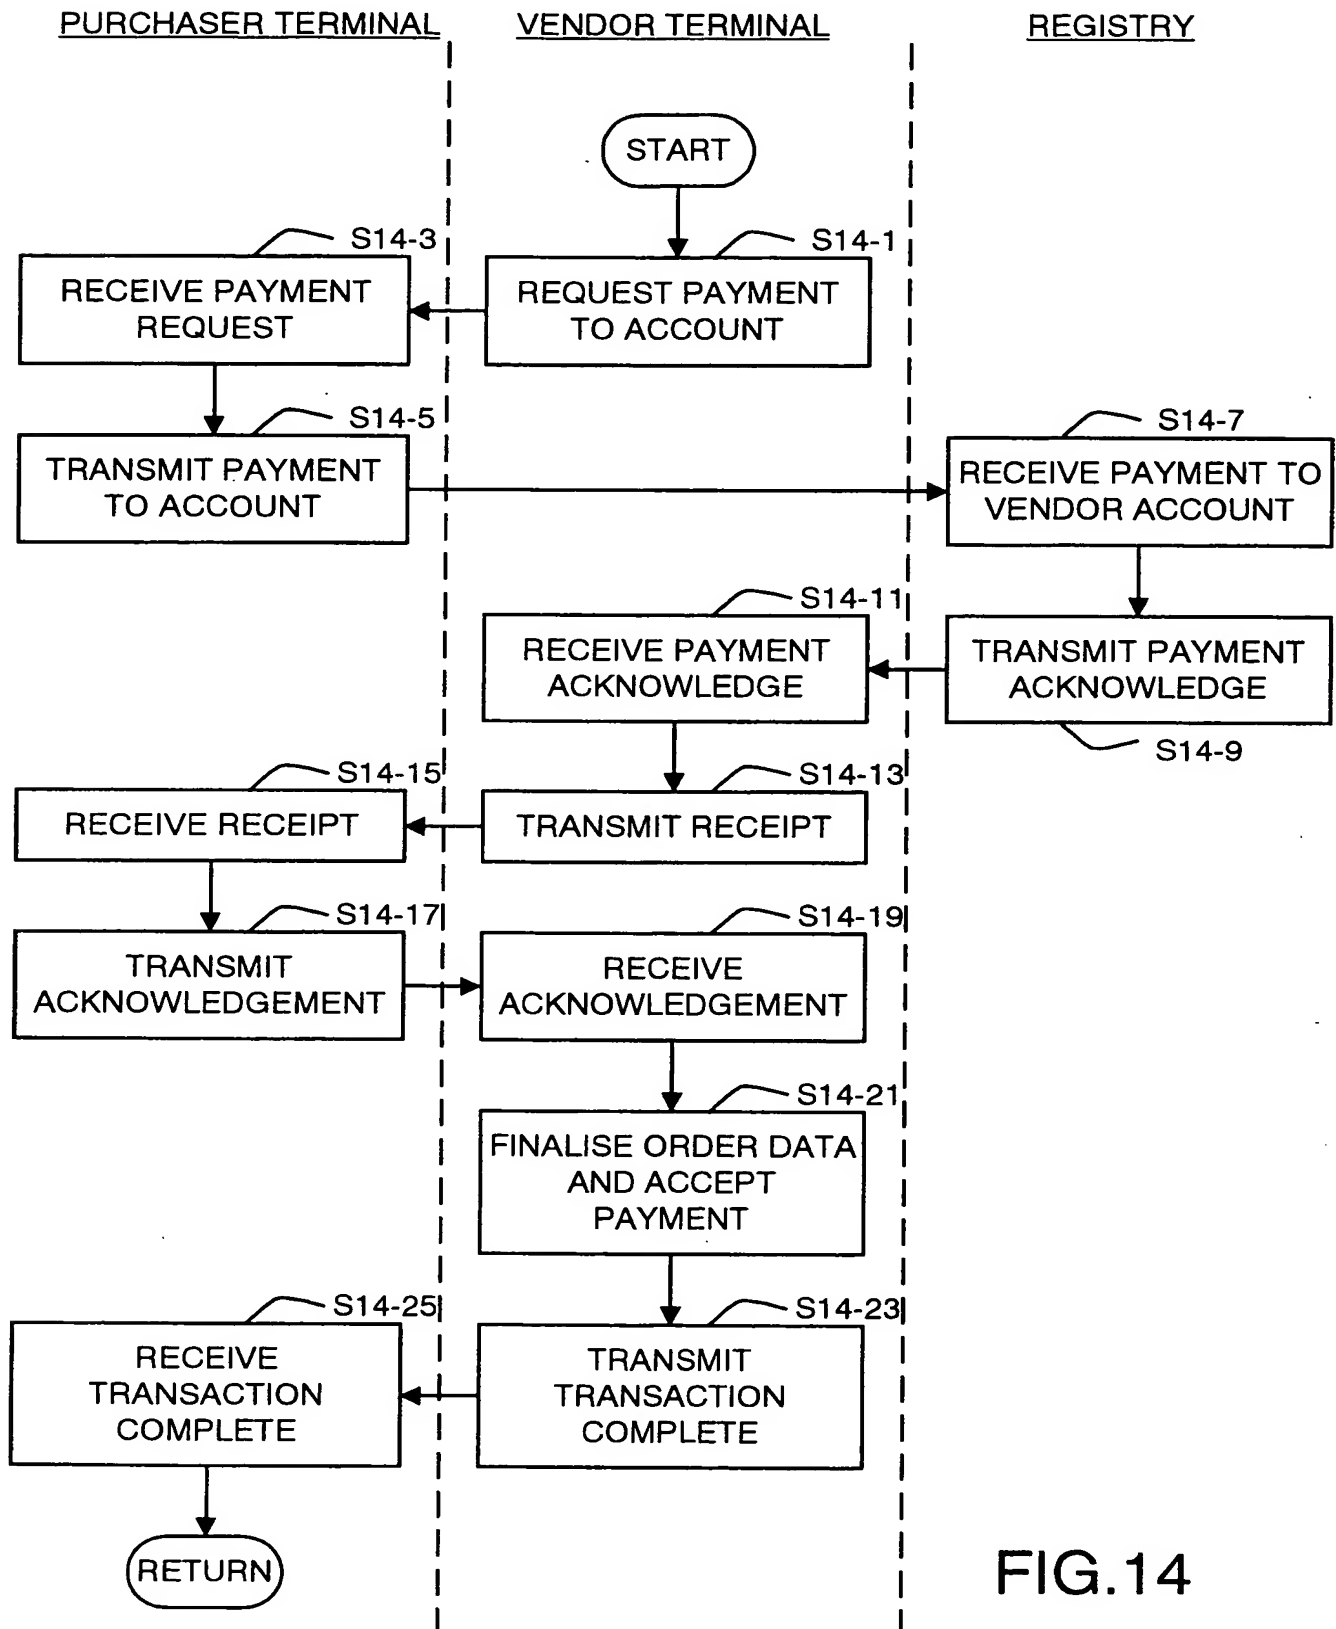 PURCHASER TERMINAL
VENDOR TERMINAL
REGISTRY
START
S14-3
S14-1
RECEIVE PAYMENT
REQUEST
REQUEST PAYMENT
TO ACCOUNT
S14-5
S14-7
TRANSMIT PAYMENT
TO ACCOUNT
RECEIVE PAYMENT TO
VENDOR ACCOUNT
S14-11
RECEIVE PAYMENT
ACKNOWLEDGE
TRANSMIT PAYMENT
ACKNOWLEDGE
S14-9
S14-15
S14-13
RECEIVE RECEIPT
TRANSMIT RECEIPT
S14-17
S14-19
TRANSMIT
ACKNOWLEDGEMENT
RECEIVE
ACKNOWLEDGEMENT
S14-21
FINALISE ORDER DATA
AND ACCEPT
PAYMENT
S14-25
S14-23
RECEIVE
TRANSACTION
COMPLETE
TRANSMIT
TRANSACTION
COMPLETE
RETURN
FIG.14